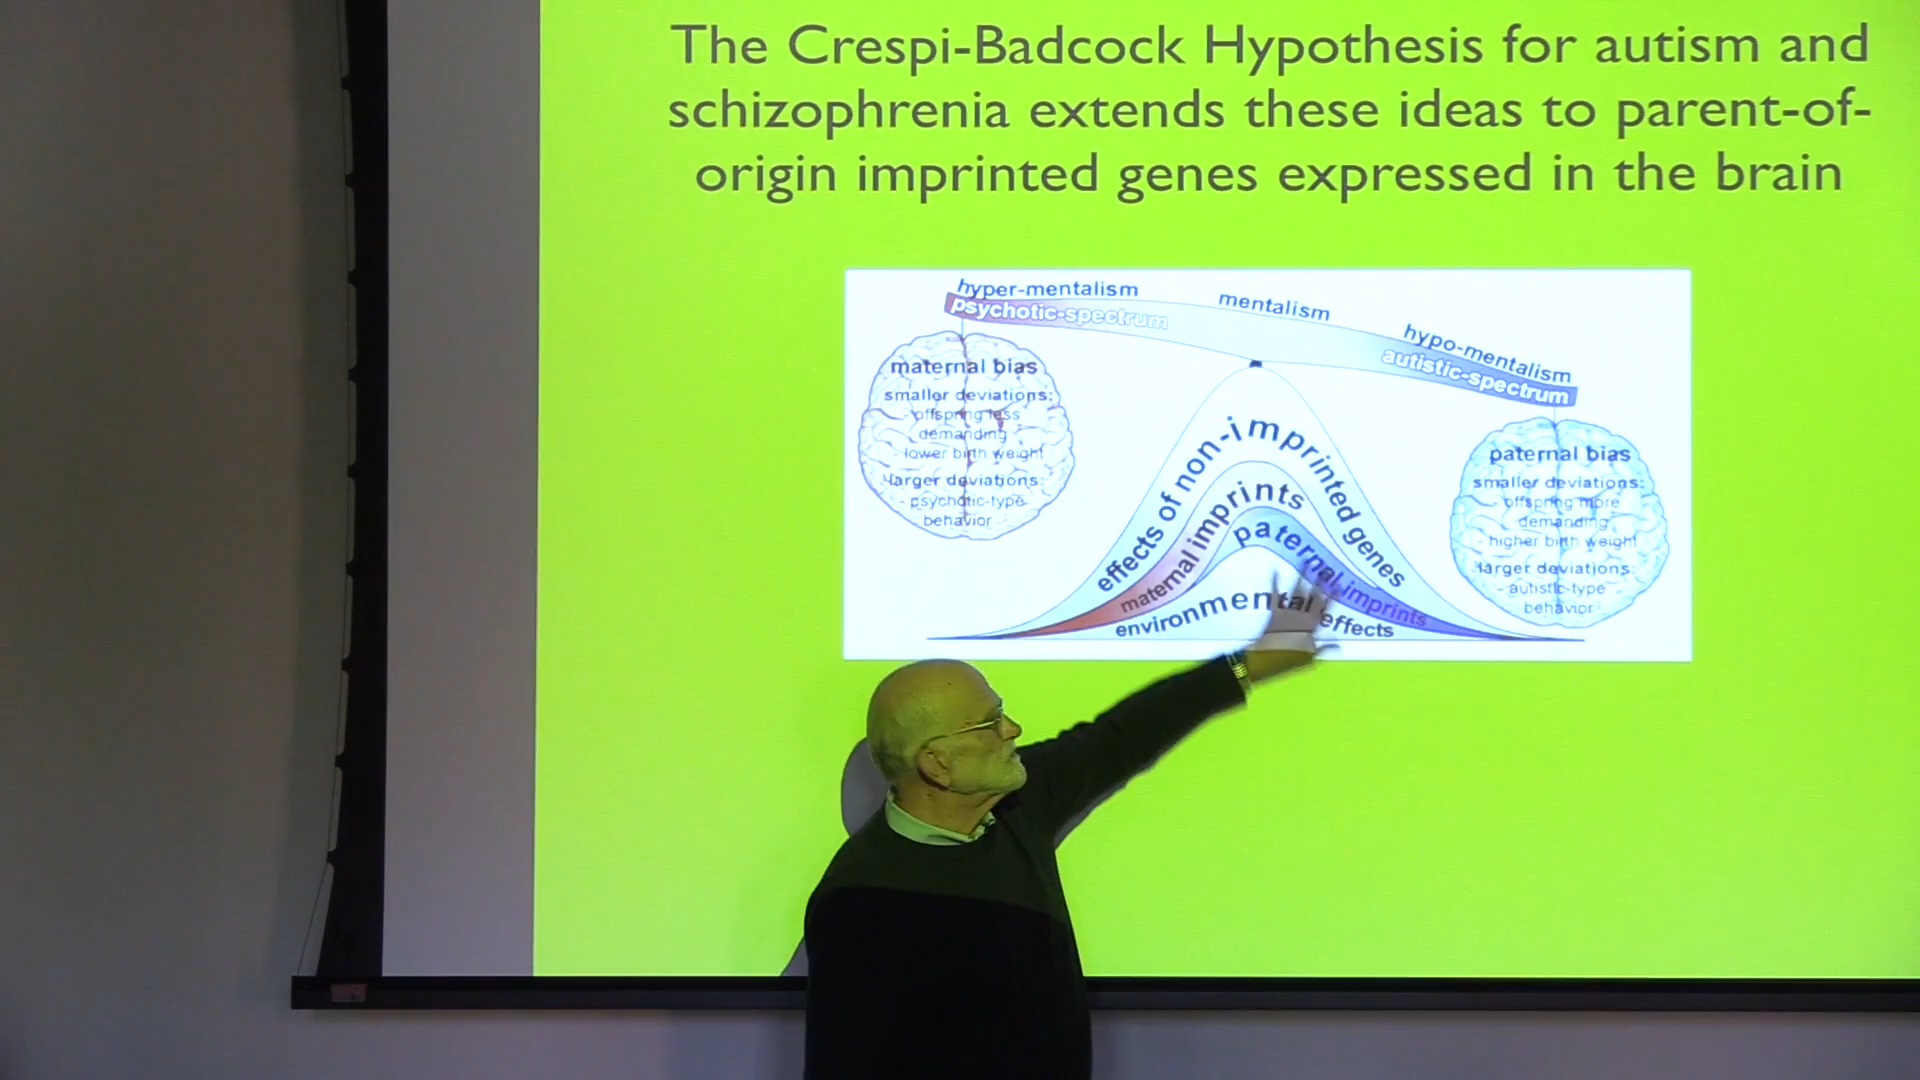 The Crespi-Badcock Hypothesis for autism and
schizophrenia extends these ideas to parent-of-
origin imprinted genes expressed in the brain
hyper-mentalism
mentalism
hypo-mentalism
psychotic-spectrum
autistic-spectrum
maternal bias
smaller deviations:
- offspring less
demanding
- lower birth weight
larger deviations:
- psychotic-type
behavior
effects of non-imprinted genes
maternal imprints
paternal imprints
environmental effects
paternal bias
smaller deviations:
- offspring more
demanding
- higher birth weight
larger deviations:
- autistic-type
behavior